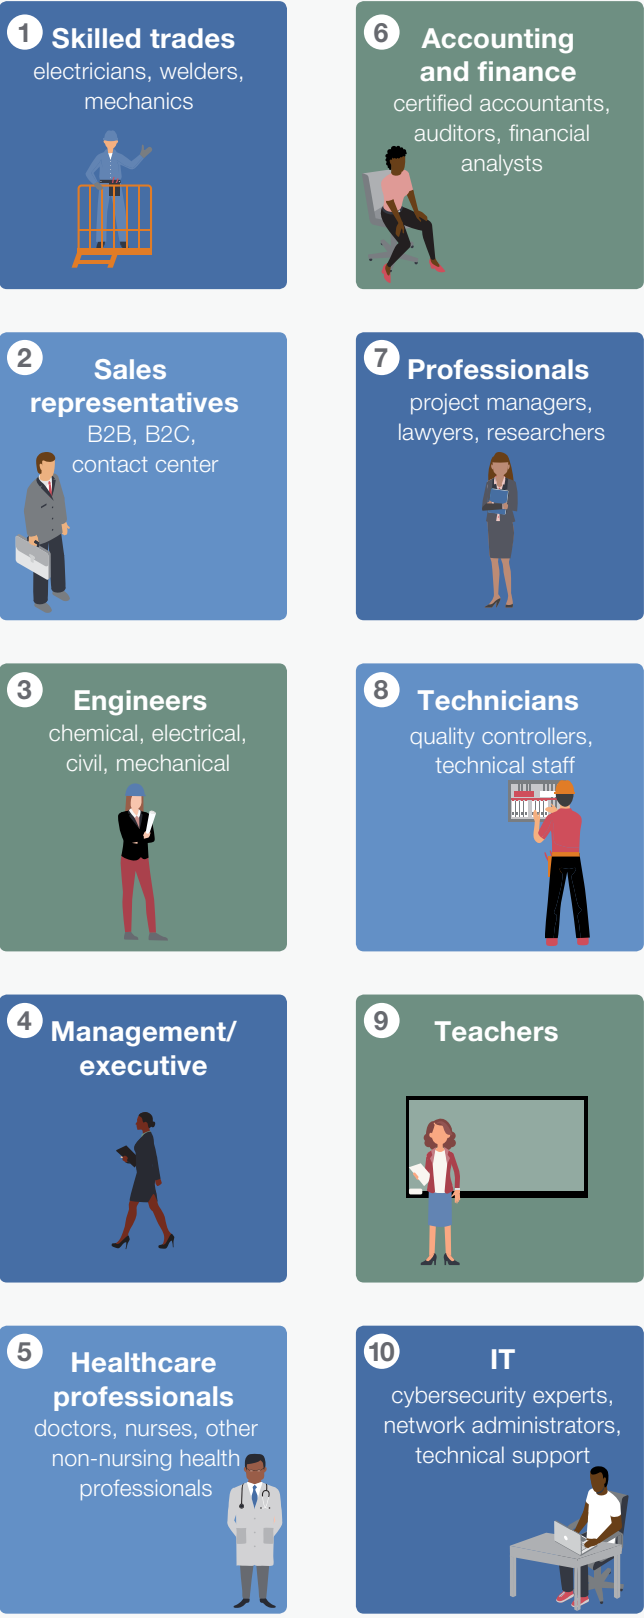 1
Skilled trades
electricians, welders,
mechanics
2
Sales
representatives
B2B, B2C,
contact center
3
Engineers
chemical, electrical,
civil, mechanical
4
Management/
executive
5
Healthcare
professionals
doctors, nurses, other
non-nursing health
professionals
6
Accounting
and finance
certified accountants,
auditors, financial
analysts
7
Professionals
project managers,
lawyers, researchers
8
Technicians
quality controllers,
technical staff
9
Teachers
10
IT
cybersecurity experts,
network administrators,
technical support